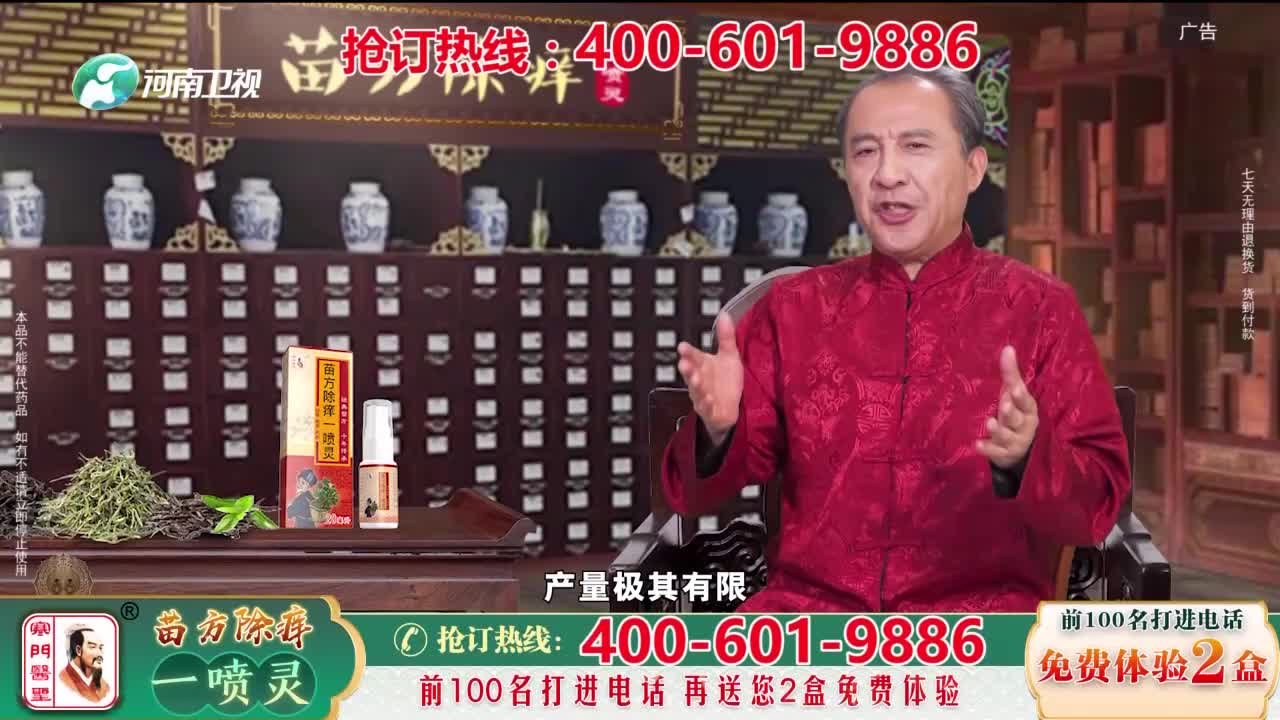 抢订热线：400-601-9886
广告
河南卫视
苗方除痒
七天无理由退换货 货到付款
本品不能替代药品 如有不适请立即停止使用
苗方除痒一喷灵
产量极其有限
寒門醫聖
®
苗方除痒
一喷灵
抢订热线：400-601-9886
前100名打进电话 再送您2盒免费体验
前100名打进电话
免费体验2盒